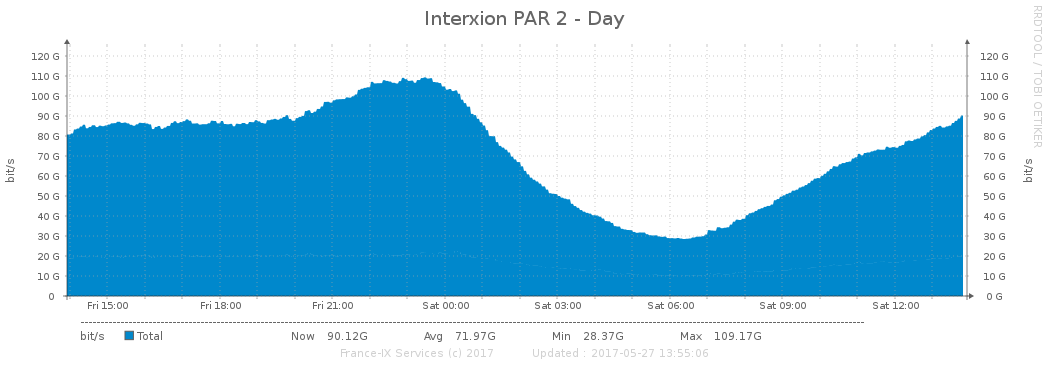 Interxion PAR 2 - Day
RRDTOOL / TOBI OETIKER
bit/s
120 G 120 G
110 G 110 G
100 G 100 G
90 G 90 G
80 G 80 G
70 G 70 G
60 G 60 G
50 G 50 G
40 G 40 G
30 G 30 G
20 G 20 G
10 G 10 G
0 0 G
bit/s
Fri 15:00 Fri 18:00 Fri 21:00 Sat 00:00 Sat 03:00 Sat 06:00 Sat 09:00 Sat 12:00
bit/s Total Now 90.12G Avg 71.97G Min 28.37G Max 109.17G
France-IX Services (c) 2017 Updated : 2017-05-27 13:55:06